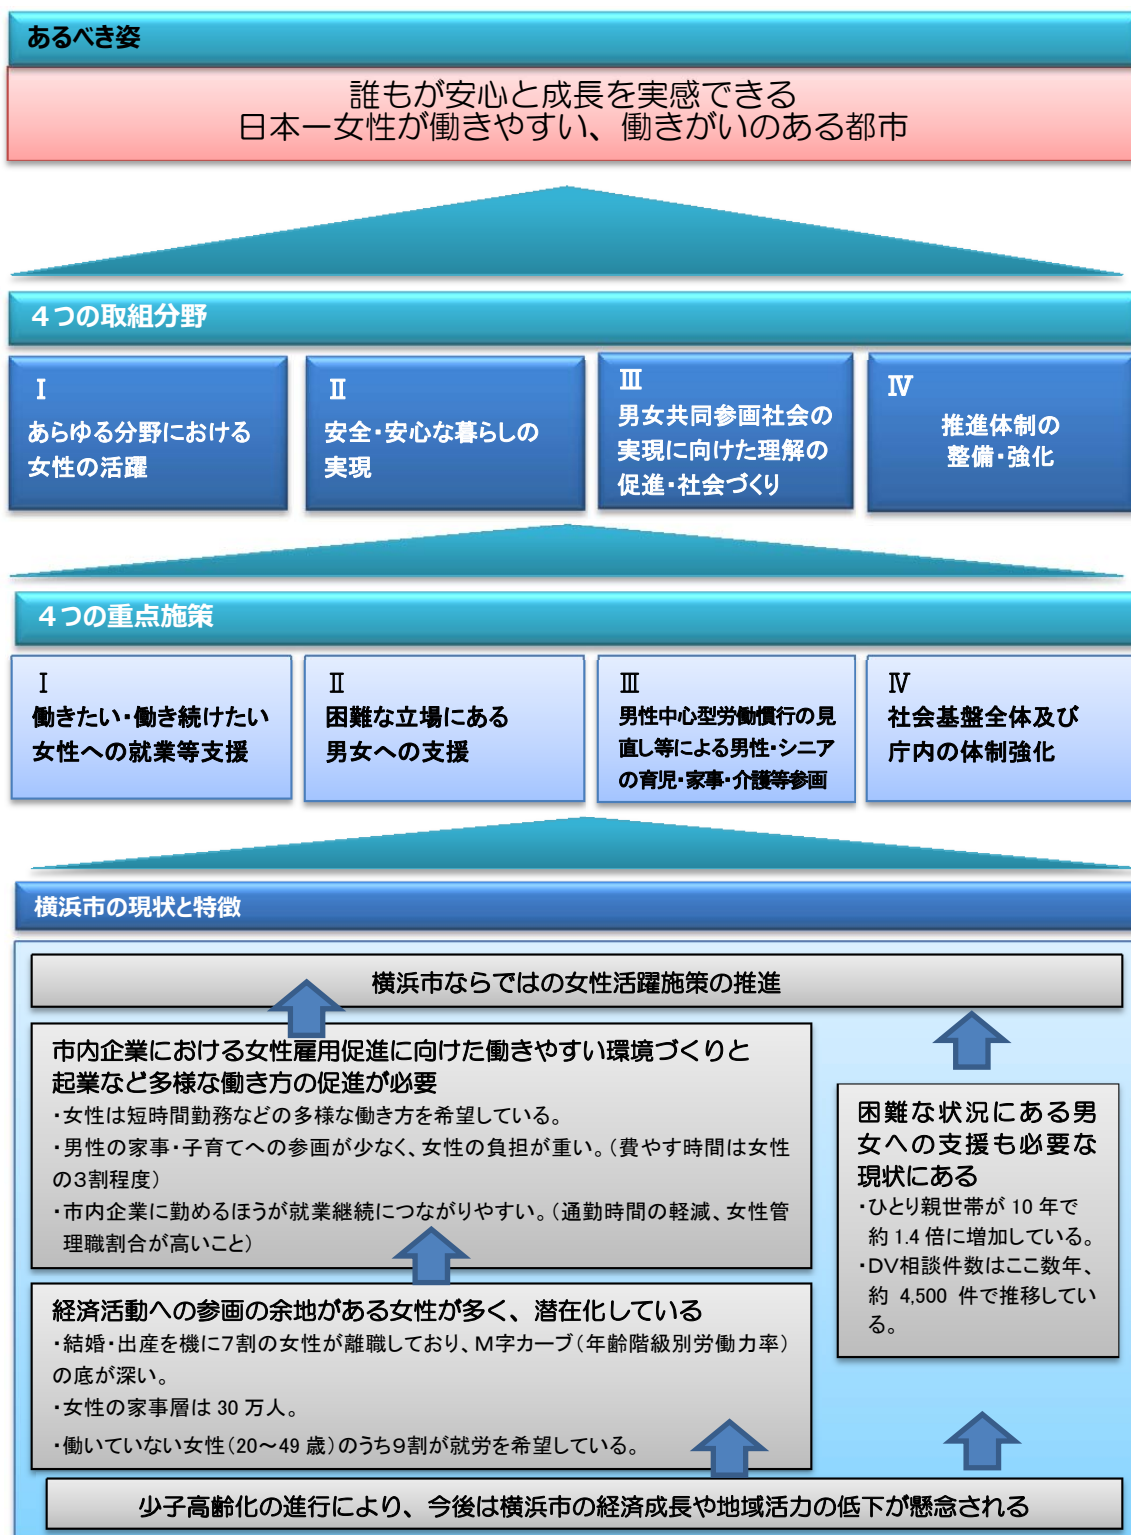 あるべき姿
誰もが安心と成長を実感できる
日本一女性が働きやすい、働きがいのある都市
4つの取組分野
Ⅰ
あらゆる分野における
女性の活躍
Ⅱ
安全・安心な暮らしの
実現
Ⅲ
男女共同参画社会の
実現に向けた理解の
促進・社会づくり
Ⅳ
推進体制の
整備・強化
4つの重点施策
Ⅰ
働きたい・働き続けたい
女性への就業等支援
Ⅱ
困難な立場にある
男女への支援
Ⅲ
男性中心型労働慣行の見
直し等による男性・シニア
の育児・家事・介護等参画
Ⅳ
社会基盤全体及び
庁内の体制強化
横浜市の現状と特徴
横浜市ならではの女性活躍施策の推進
市内企業における女性雇用促進に向けた働きやすい環境づくりと
起業など多様な働き方の促進が必要
・女性は短時間勤務などの多様な働き方を希望している。
・男性の家事・子育てへの参画が少なく、女性の負担が重い。（費やす時間は女性
の3割程度）
・市内企業に勤めるほうが就業継続につながりやすい。（通勤時間の軽減、女性管
理職割合が高いこと）
困難な状況にある男
女への支援も必要な
現状にある
・ひとり親世帯が 10 年で
約 1.4 倍に増加している。
・DV相談件数はここ数年、
約 4,500 件で推移してい
る。
経済活動への参画の余地がある女性が多く、潜在化している
・結婚・出産を機に7割の女性が離職しており、M字カーブ（年齢階級別労働力率）
の底が深い。
・女性の家事層は 30 万人。
・働いていない女性（20～49 歳）のうち9割が就労を希望している。
少子高齢化の進行により、今後は横浜市の経済成長や地域活力の低下が懸念される